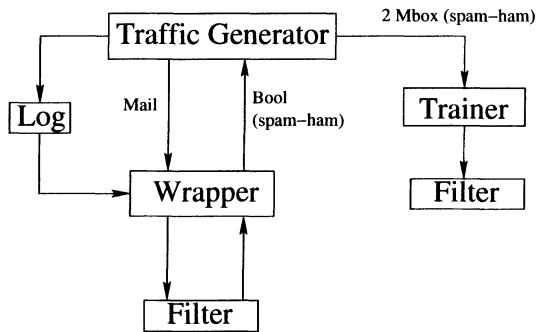 2 Mbox (spam-ham)
Traffic Generator
Log
Mail
Bool
(spam-ham)
Trainer
Wrapper
Filter
Filter